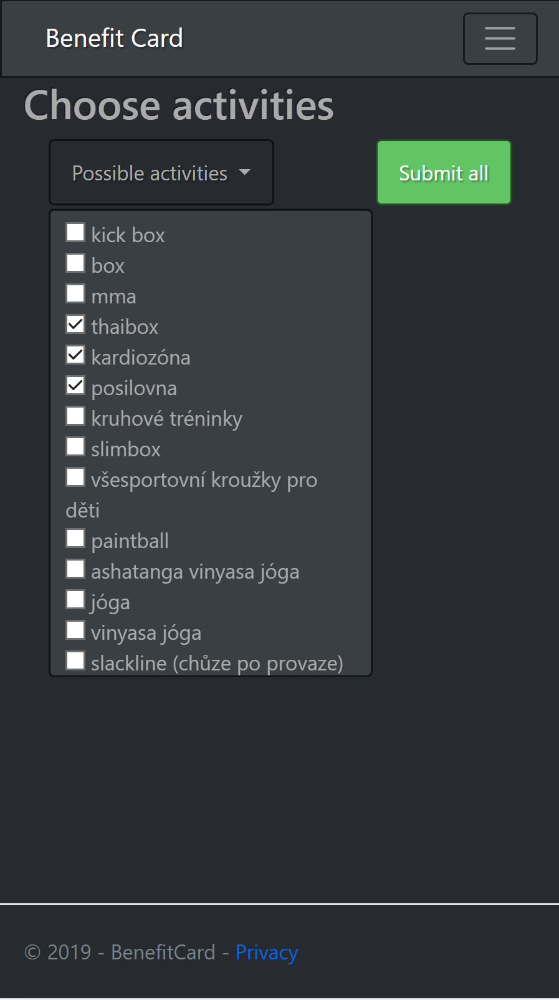 Benefit Card
Choose activities
Possible activities
Submit all
kick box
box
mma
thaibox
kardiozóna
posilovna
kruhové tréninky
slimbox
všesportovní kroužky pro
děti
paintball
ashatanga vinyasa jóga
jóga
vinyasa jóga
slackline (chůze po provaze)
© 2019 - BenefitCard - Privacy